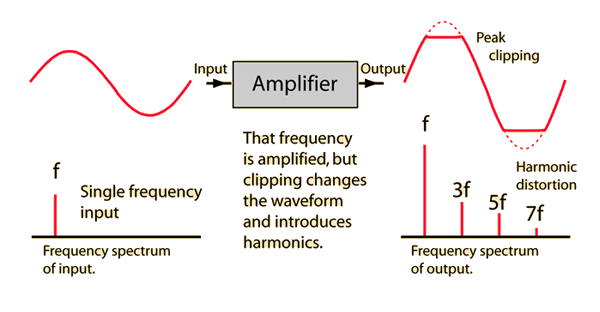 Peak
clipping
Input
Amplifier
Output
That frequency
is amplified, but
clipping changes
the waveform
and introduces
harmonics.
f
Single frequency
input
Frequency spectrum
of input.
f
3f
5f
7f
Harmonic
distortion
Frequency spectrum
of output.